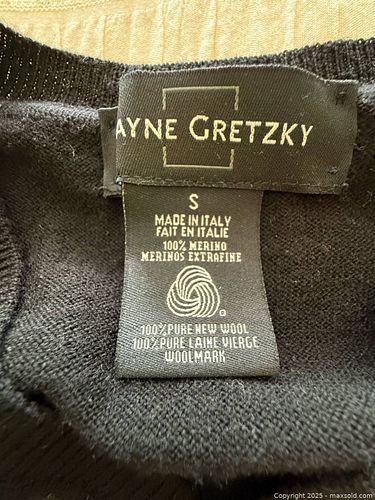 AYNE GRETZKY
S
MADE IN ITALY
FAIT EN ITALIE
100% MERINO
MERINOS EXTRAFINE
100% PURE NEW WOOL
100% PURE LAINE VIERGE
WOOLMARK
Copyright 2025 - maxsold.com